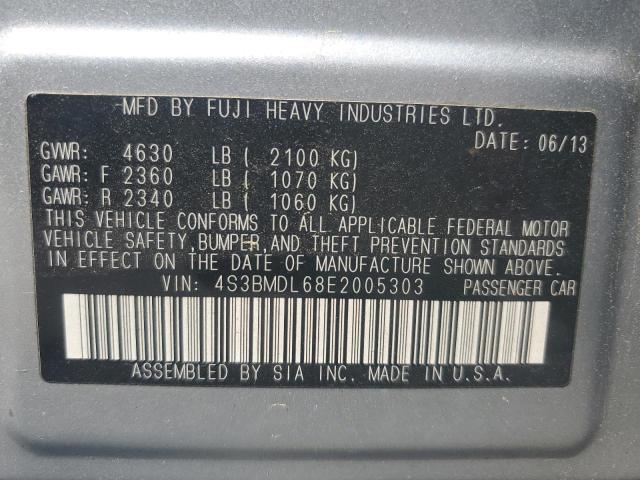 MFD BY FUJI HEAVY INDUSTRIES LTD.
DATE: 06/13
GVWR: 4630 LB ( 2100 KG)
GAWR: F 2360 LB ( 1070 KG)
GAWR: R 2340 LB ( 1060 KG)
THIS VEHICLE CONFORMS TO ALL APPLICABLE FEDERAL MOTOR
VEHICLE SAFETY,BUMPER,AND THEFT PREVENTION STANDARDS
IN EFFECT ON THE DATE OF MANUFACTURE SHOWN ABOVE.
VIN: 4S3BMDL68E2005303 PASSENGER CAR
ASSEMBLED BY SIA INC. MADE IN U.S.A.